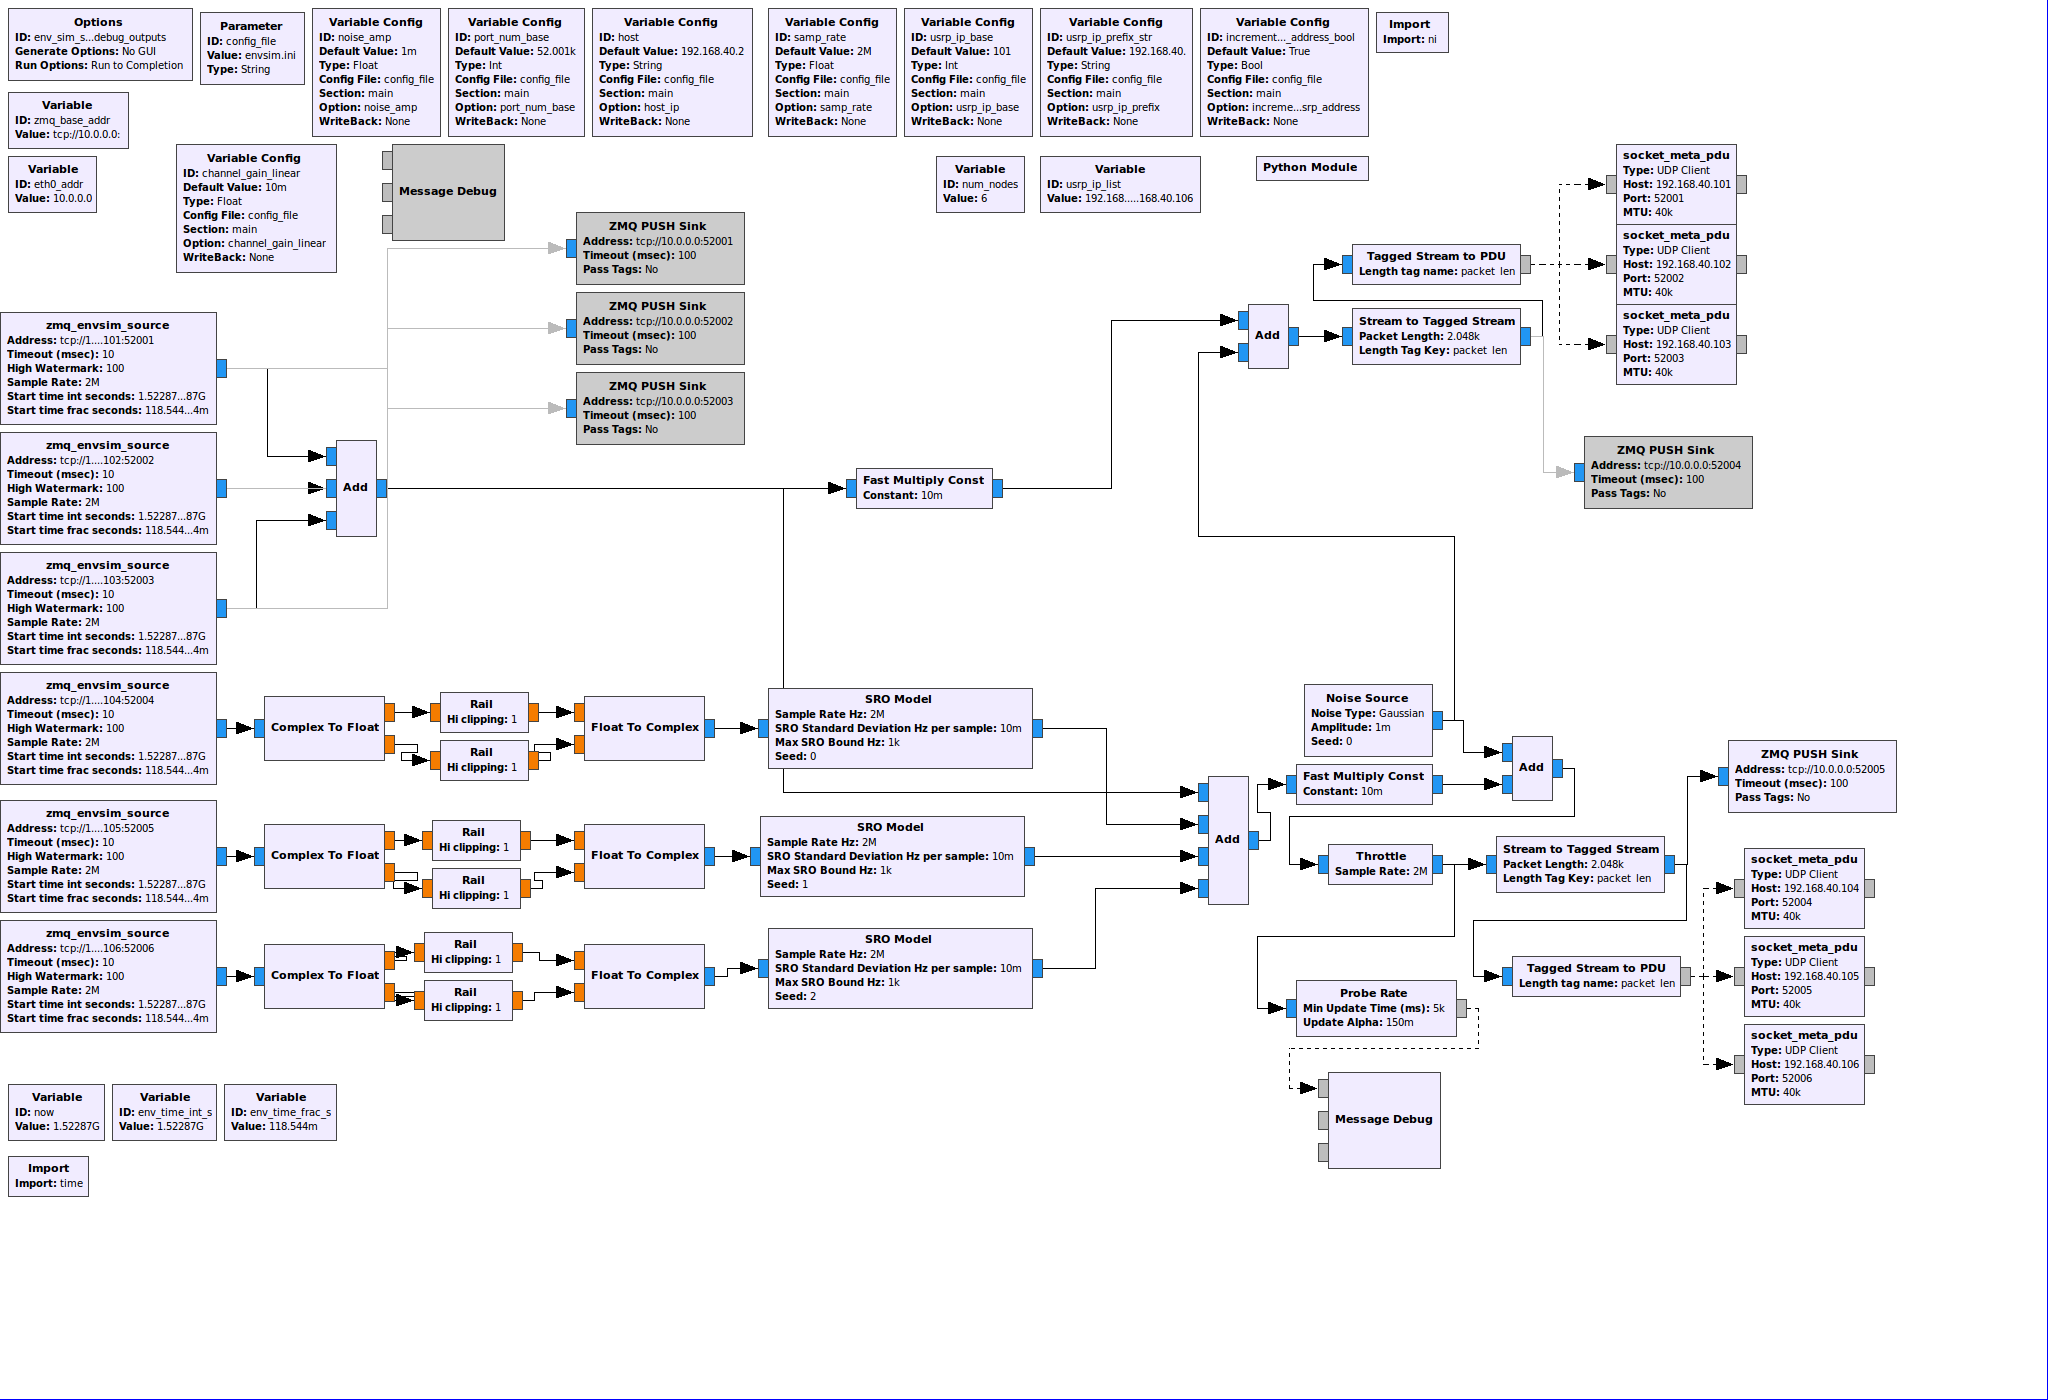 Options
ID: env_sim_s...debug_outputs
Generate Options: No GUI
Run Options: Run to Completion
Parameter
ID: config_file
Value: envsim.ini
Type: String
Variable Config
ID: noise_amp
Default Value: 1m
Type: Float
Config File: config_file
Section: main
Option: noise_amp
WriteBack: None
Variable Config
ID: port_num_base
Default Value: 52.001k
Type: Int
Config File: config_file
Section: main
Option: port_num_base
WriteBack: None
Variable Config
ID: host
Default Value: 192.168.40.2
Type: String
Config File: config_file
Section: main
Option: host_ip
WriteBack: None
Variable Config
ID: samp_rate
Default Value: 2M
Type: Float
Config File: config_file
Section: main
Option: samp_rate
WriteBack: None
Variable Config
ID: usrp_ip_base
Default Value: 101
Type: Int
Config File: config_file
Section: main
Option: usrp_ip_base
WriteBack: None
Variable Config
ID: usrp_ip_prefix_str
Default Value: 192.168.40.
Type: String
Config File: config_file
Section: main
Option: usrp_ip_prefix
WriteBack: None
Variable Config
ID: increment..._address_bool
Default Value: True
Type: Bool
Config File: config_file
Section: main
Option: increme...srp_address
WriteBack: None
Import
Import: ni
Variable
ID: zmq_base_addr
Value: tcp://10.0.0.0:
Variable
ID: eth0_addr
Value: 10.0.0.0
Variable Config
ID: channel_gain_linear
Default Value: 10m
Type: Float
Config File: config_file
Section: main
Option: channel_gain_linear
WriteBack: None
Message Debug
Variable
ID: num_nodes
Value: 6
Variable
ID: usrp_ip_list
Value: 192.168.....168.40.106
Python Module
socket_meta_pdu
Type: UDP Client
Host: 192.168.40.101
Port: 52001
MTU: 40k
socket_meta_pdu
Type: UDP Client
Host: 192.168.40.102
Port: 52002
MTU: 40k
socket_meta_pdu
Type: UDP Client
Host: 192.168.40.103
Port: 52003
MTU: 40k
ZMQ PUSH Sink
Address: tcp://10.0.0.0:52001
Timeout (msec): 100
Pass Tags: No
ZMQ PUSH Sink
Address: tcp://10.0.0.0:52002
Timeout (msec): 100
Pass Tags: No
ZMQ PUSH Sink
Address: tcp://10.0.0.0:52003
Timeout (msec): 100
Pass Tags: No
Tagged Stream to PDU
Length tag name: packet_len
Add
Stream to Tagged Stream
Packet Length: 2.048k
Length Tag Key: packet_len
ZMQ PUSH Sink
Address: tcp://10.0.0.0:52004
Timeout (msec): 100
Pass Tags: No
zmq_envsim_source
Address: tcp://1....101:52001
Timeout (msec): 10
High Watermark: 100
Sample Rate: 2M
Start time int seconds: 1.52287...87G
Start time frac seconds: 118.544...4m
zmq_envsim_source
Address: tcp://1....102:52002
Timeout (msec): 10
High Watermark: 100
Sample Rate: 2M
Start time int seconds: 1.52287...87G
Start time frac seconds: 118.544...4m
zmq_envsim_source
Address: tcp://1....103:52003
Timeout (msec): 10
High Watermark: 100
Sample Rate: 2M
Start time int seconds: 1.52287...87G
Start time frac seconds: 118.544...4m
Add
Fast Multiply Const
Constant: 10m
zmq_envsim_source
Address: tcp://1....104:52004
Timeout (msec): 10
High Watermark: 100
Sample Rate: 2M
Start time int seconds: 1.52287...87G
Start time frac seconds: 118.544...4m
Complex To Float
Rail
Hi clipping: 1
Rail
Hi clipping: 1
Float To Complex
SRO Model
Sample Rate Hz: 2M
SRO Standard Deviation Hz per sample: 10m
Max SRO Bound Hz: 1k
Seed: 0
zmq_envsim_source
Address: tcp://1....105:52005
Timeout (msec): 10
High Watermark: 100
Sample Rate: 2M
Start time int seconds: 1.52287...87G
Start time frac seconds: 118.544...4m
Complex To Float
Rail
Hi clipping: 1
Rail
Hi clipping: 1
Float To Complex
SRO Model
Sample Rate Hz: 2M
SRO Standard Deviation Hz per sample: 10m
Max SRO Bound Hz: 1k
Seed: 1
zmq_envsim_source
Address: tcp://1....106:52006
Timeout (msec): 10
High Watermark: 100
Sample Rate: 2M
Start time int seconds: 1.52287...87G
Start time frac seconds: 118.544...4m
Complex To Float
Rail
Hi clipping: 1
Rail
Hi clipping: 1
Float To Complex
SRO Model
Sample Rate Hz: 2M
SRO Standard Deviation Hz per sample: 10m
Max SRO Bound Hz: 1k
Seed: 2
Add
Noise Source
Noise Type: Gaussian
Amplitude: 1m
Seed: 0
Fast Multiply Const
Constant: 10m
Add
Throttle
Sample Rate: 2M
Stream to Tagged Stream
Packet Length: 2.048k
Length Tag Key: packet_len
ZMQ PUSH Sink
Address: tcp://10.0.0.0:52005
Timeout (msec): 100
Pass Tags: No
socket_meta_pdu
Type: UDP Client
Host: 192.168.40.104
Port: 52004
MTU: 40k
socket_meta_pdu
Type: UDP Client
Host: 192.168.40.105
Port: 52005
MTU: 40k
socket_meta_pdu
Type: UDP Client
Host: 192.168.40.106
Port: 52006
MTU: 40k
Tagged Stream to PDU
Length tag name: packet_len
Probe Rate
Min Update Time (ms): 5k
Update Alpha: 150m
Message Debug
Variable
ID: now
Value: 1.52287G
Variable
ID: env_time_int_s
Value: 1.52287G
Variable
ID: env_time_frac_s
Value: 118.544m
Import
Import: time